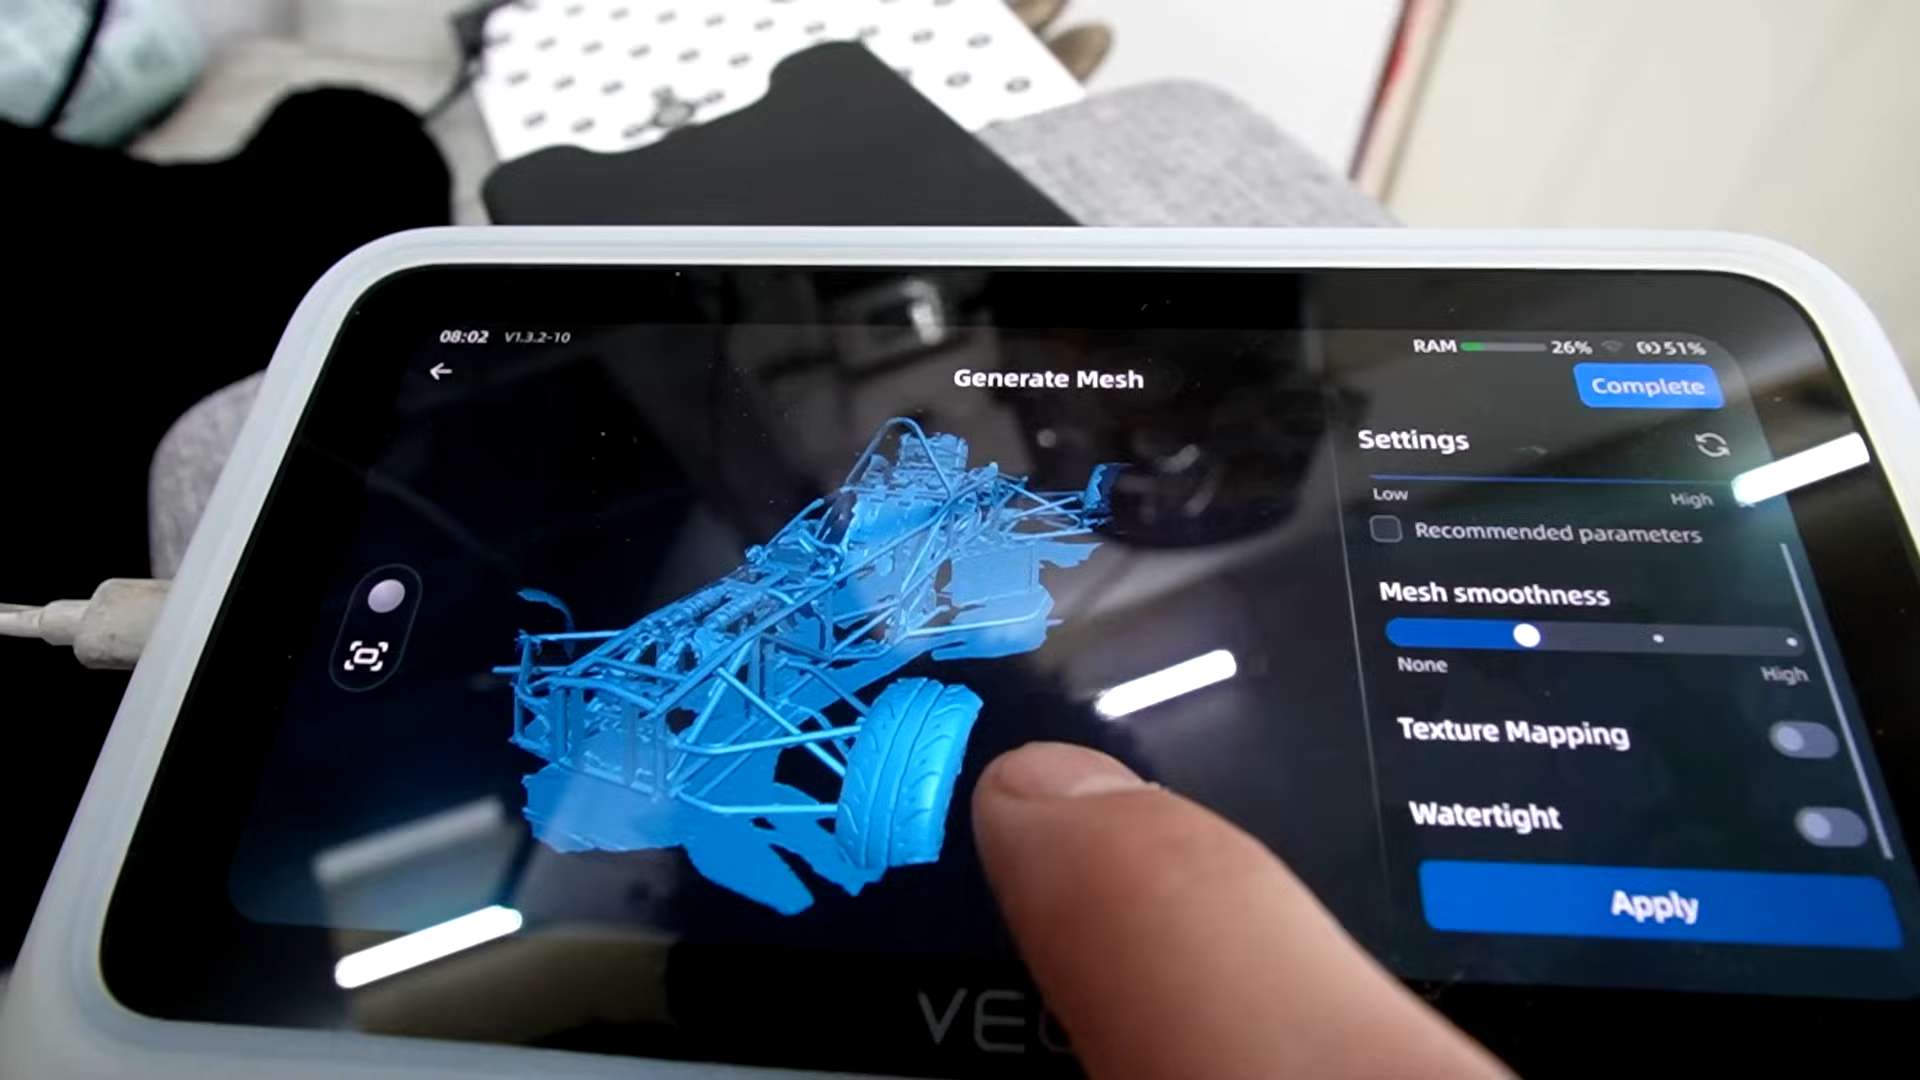 08:02 V1.3.2-10
RAM 26% 51%
Generate Mesh
Complete
Settings
Low High
Recommended parameters
Mesh smoothness
None High
Texture Mapping
Watertight
Apply